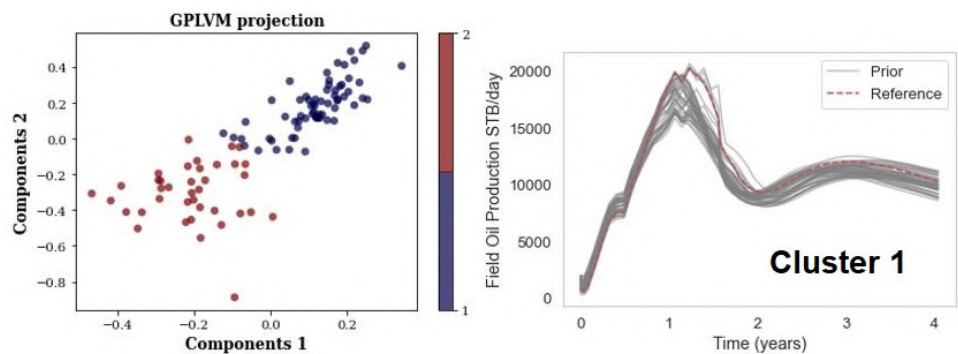 GPLVM projection
Components 2
0.4
0.2
0.0
−0.2
−0.4
−0.6
−0.8
−0.4
−0.2
0.0
0.2
Components 1
2
1
Field Oil Production STB/day
20000
15000
10000
5000
0
Prior
Reference
Cluster 1
0
1
2
3
4
Time (years)